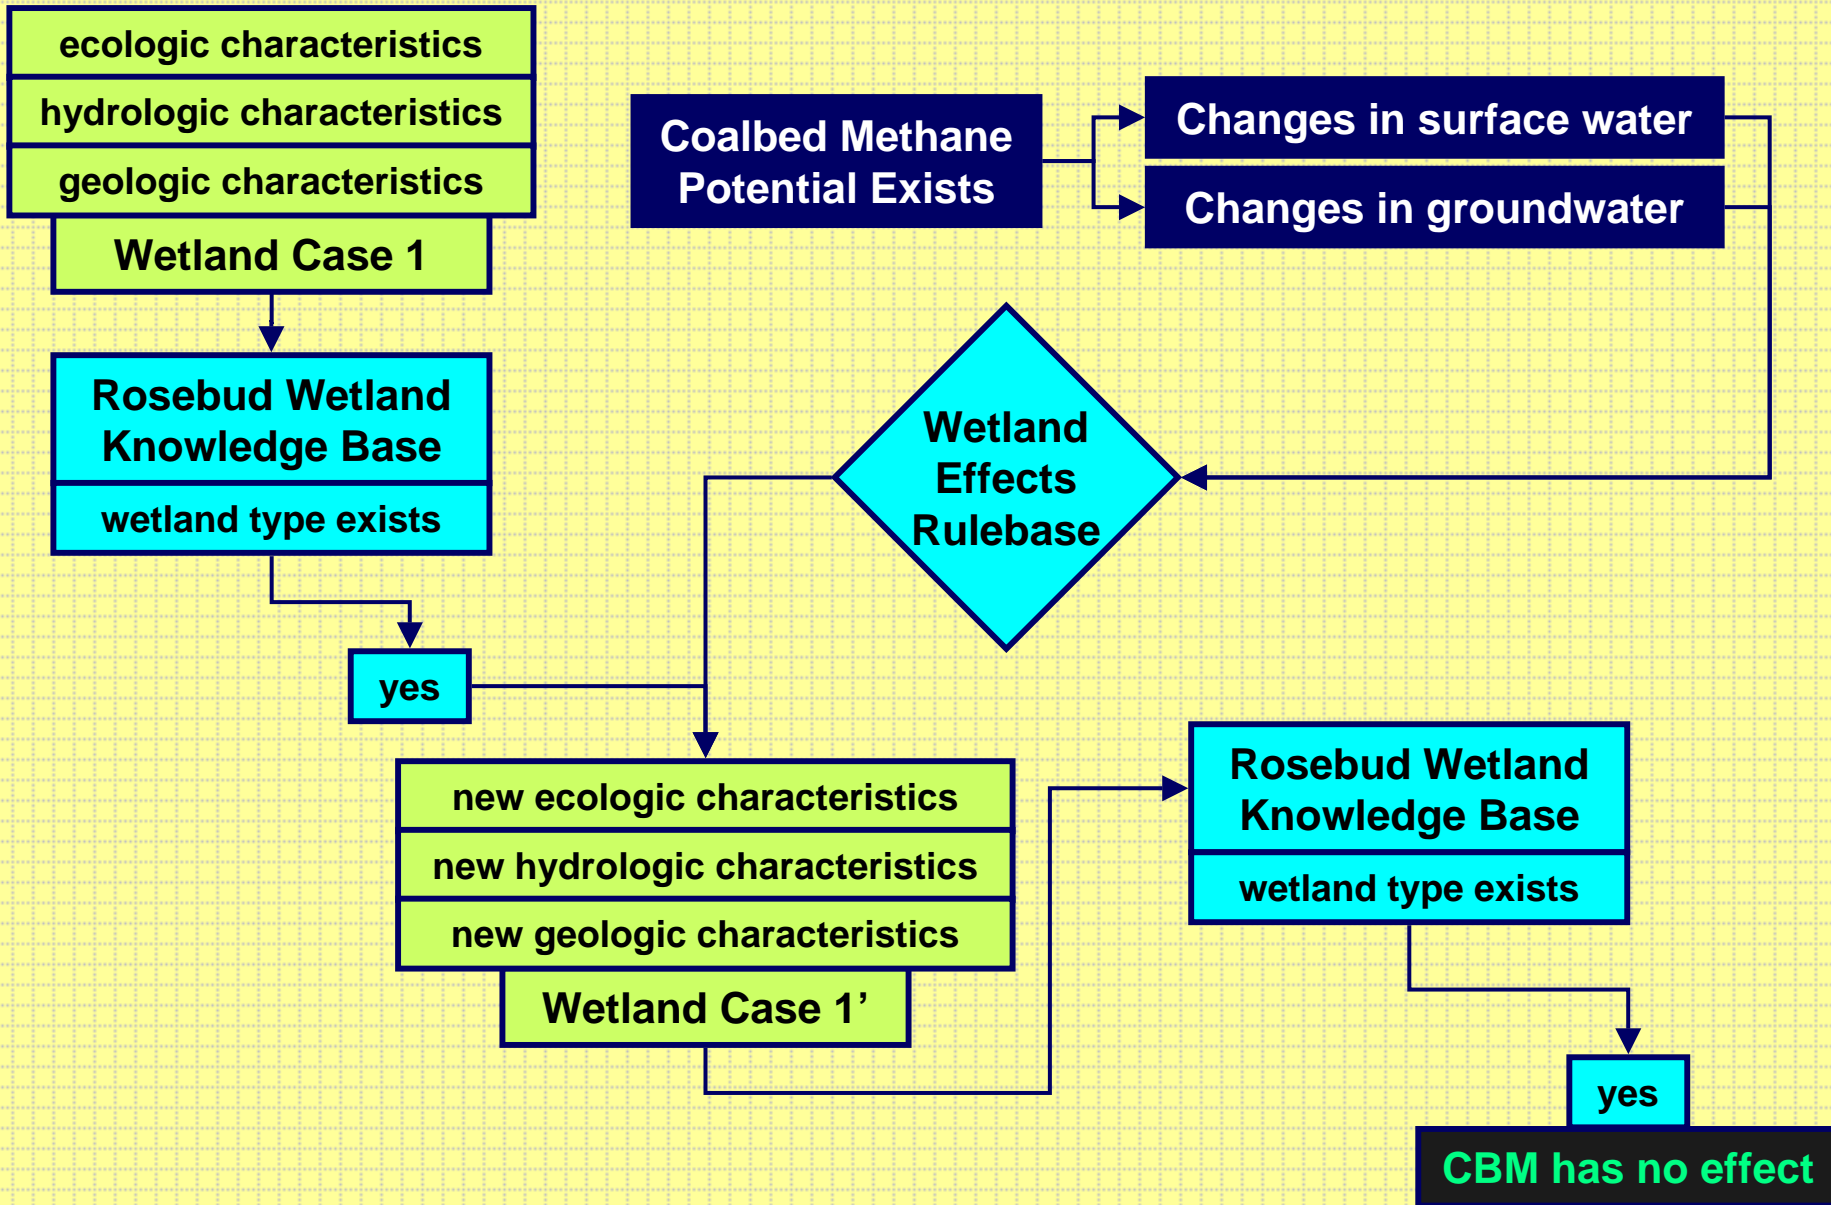 ecologic characteristics
hydrologic characteristics
geologic characteristics
Wetland Case 1
Coalbed Methane
Potential Exists
Changes in surface water
Changes in groundwater
Rosebud Wetland
Knowledge Base
wetland type exists
yes
Wetland
Effects
Rulebase
new ecologic characteristics
new hydrologic characteristics
new geologic characteristics
Wetland Case 1’
Rosebud Wetland
Knowledge Base
wetland type exists
yes
CBM has no effect